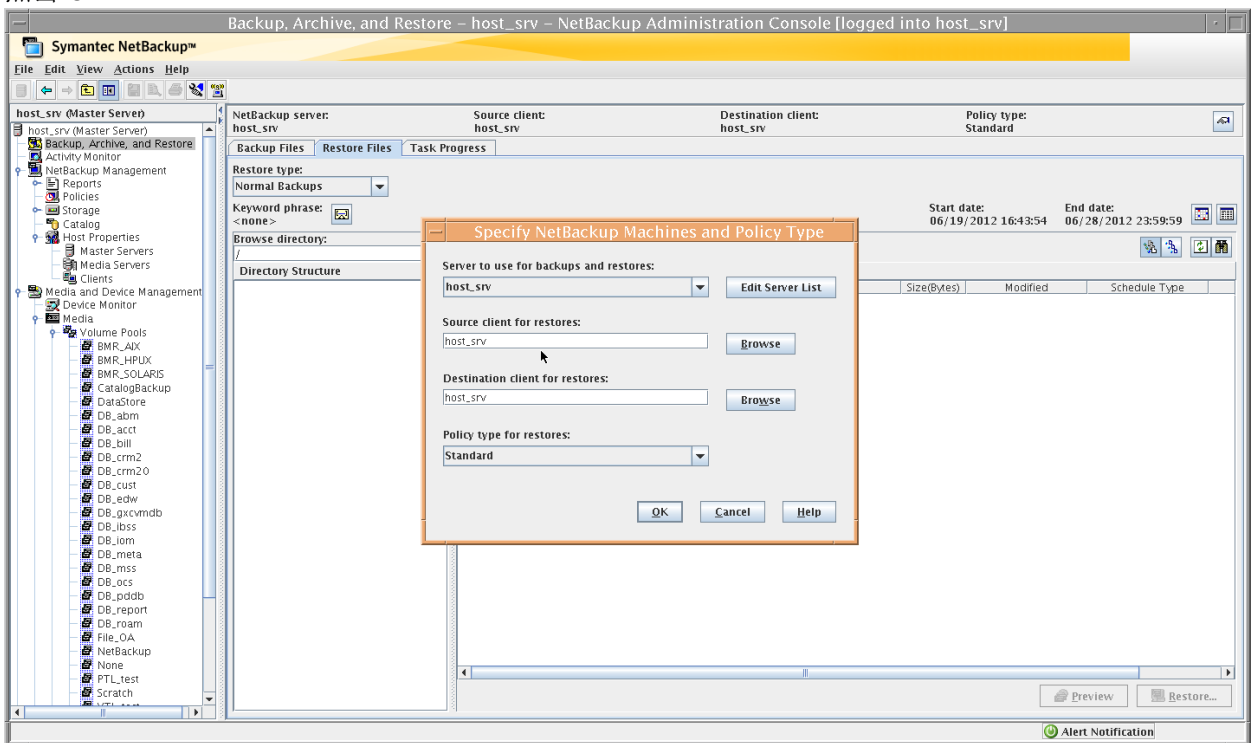 Backup, Archive, and Restore – host_srv – NetBackup Administration Console [logged into host_srv]
Symantec NetBackup™
File Edit View Actions Help
host_srv (Master Server)
host_srv (Master Server)
Backup, Archive, and Restore
Activity Monitor
NetBackup Management
Reports
Policies
Storage
Catalog
Host Properties
Master Servers
Media Servers
Clients
Media and Device Management
Device Monitor
Media
Volume Pools
BMR_AIX
BMR_HPUX
BMR_SOLARIS
CatalogBackup
DataStore
DB_abm
DB_acct
DB_bill
DB_crm2
DB_crm20
DB_cust
DB_edw
DB_gxcvmdb
DB_ibss
DB_iom
DB_meta
DB_mss
DB_ocs
DB_pddb
DB_report
DB_roam
File_OA
NetBackup
None
PTL_test
Scratch
NetBackup server: Source client: Destination client: Policy type:
host_srv host_srv host_srv Standard
Backup Files Restore Files Task Progress
Restore type:
Normal Backups
Keyword phrase: Start date: End date:
<none> 06/19/2012 16:43:54 06/28/2012 23:59:59
Browse directory:
/
Directory Structure Size(Bytes) Modified Schedule Type
Specify NetBackup Machines and Policy Type
Server to use for backups and restores:
host_srv Edit Server List
Source client for restores:
host_srv Browse
Destination client for restores:
host_srv Browse
Policy type for restores:
Standard
OK Cancel Help
Preview Restore...
Alert Notification